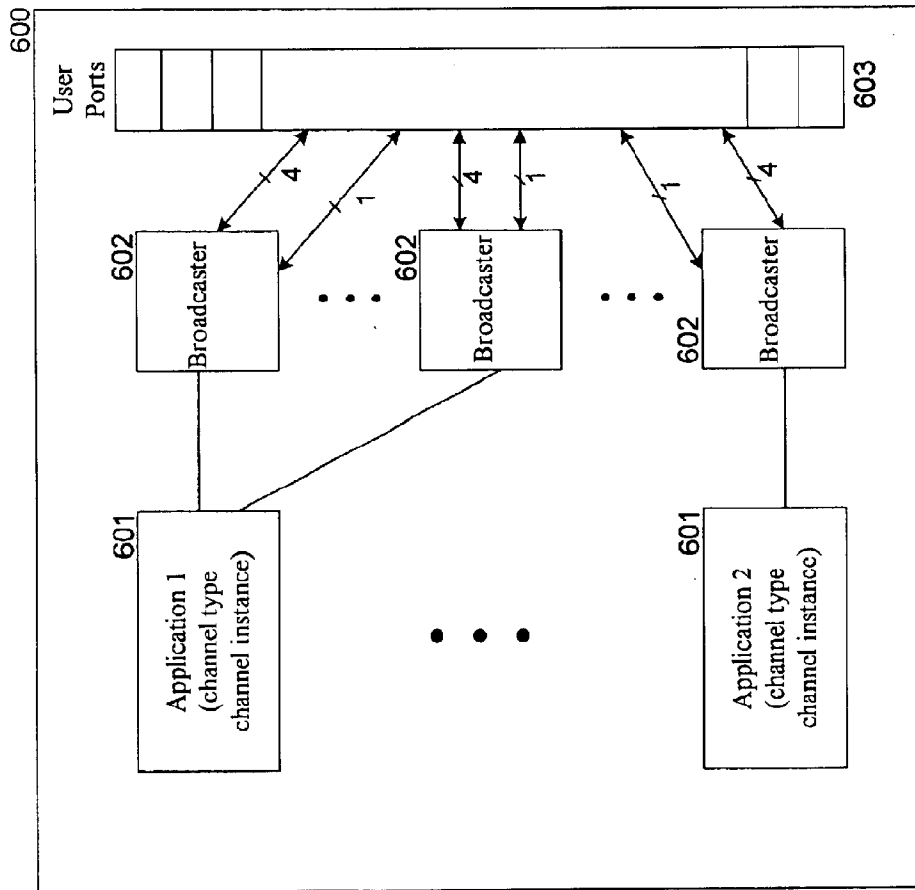 600
User
Ports
603
4
1
4
1
1
4
602
Broadcaster
602
Broadcaster
602
Broadcaster
601
Application 1
(channel type
channel instance)
601
Application 2
(channel type
channel instance)